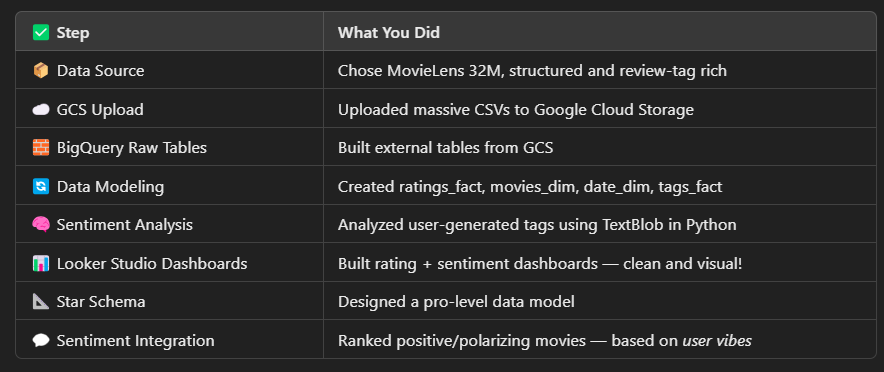 ✅ Step What You Did
📦 Data Source Chose MovieLens 32M, structured and review-tag rich
☁️ GCS Upload Uploaded massive CSVs to Google Cloud Storage
🧱 BigQuery Raw Tables Built external tables from GCS
🔄 Data Modeling Created ratings_fact, movies_dim, date_dim, tags_fact
🧠 Sentiment Analysis Analyzed user-generated tags using TextBlob in Python
📊 Looker Studio Dashboards Built rating + sentiment dashboards — clean and visual!
📐 Star Schema Designed a pro-level data model
💬 Sentiment Integration Ranked positive/polarizing movies — based on user vibes